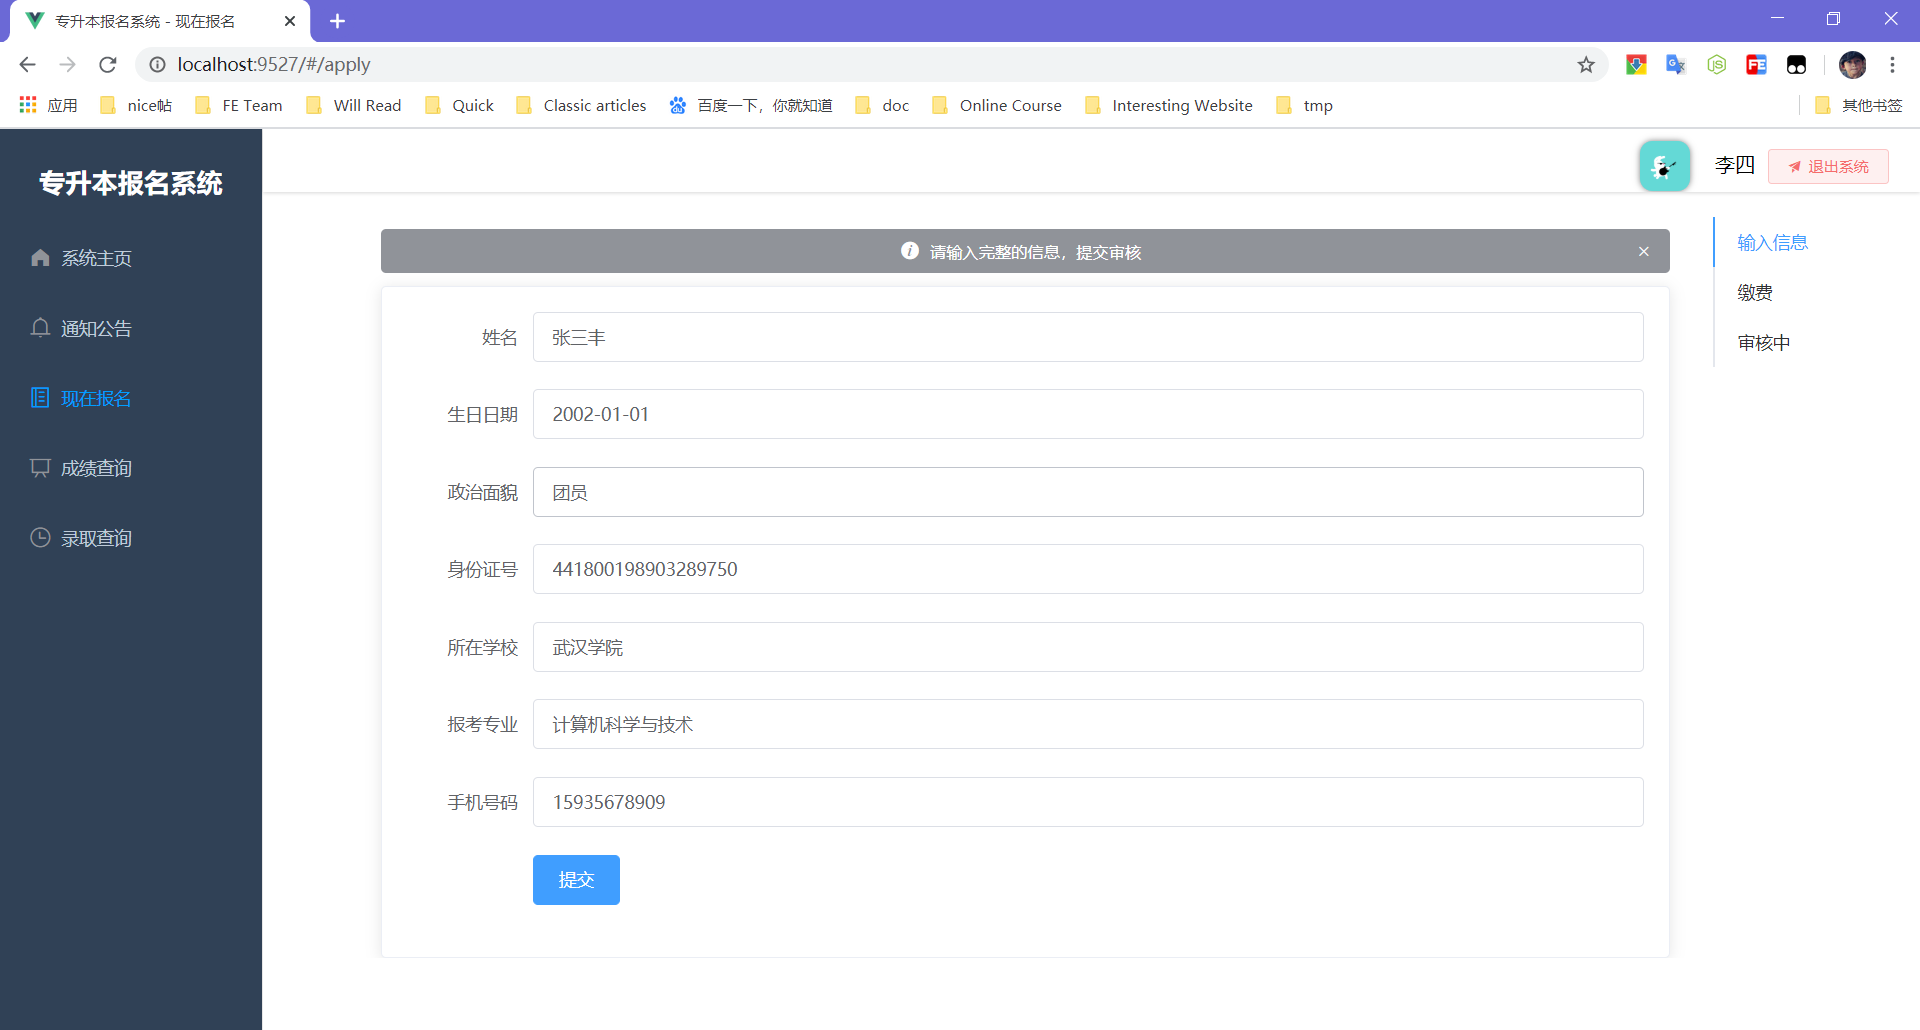 专升本报名系统 - 现在报名
localhost:9527/#/apply
应用 nice帖 FE Team Will Read Quick Classic articles 百度一下，你就知道 doc Online Course Interesting Website tmp 其他书签
专升本报名系统
李四 退出系统
系统主页
通知公告
现在报名
成绩查询
录取查询
请输入完整的信息，提交审核
姓名 张三丰
生日日期 2002-01-01
政治面貌 团员
身份证号 441800198903289750
所在学校 武汉学院
报考专业 计算机科学与技术
手机号码 15935678909
提交
输入信息
缴费
审核中